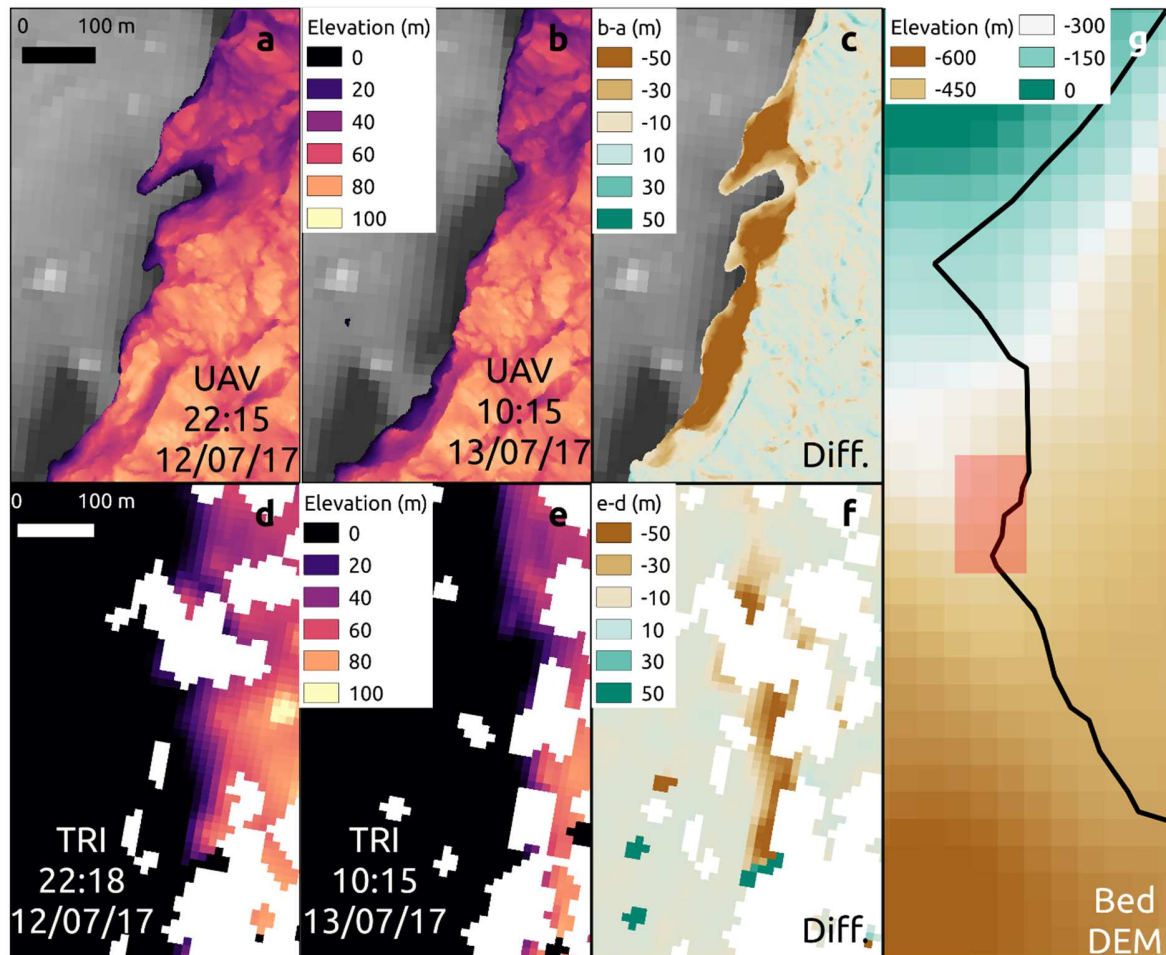 0 100 m
a
Elevation (m)
0
20
40
60
80
100
b
b-a (m)
-50
-30
-10
10
30
50
c
Elevation (m)
-600
-450
-300
-150
0
g
UAV
22:15
12/07/17
UAV
10:15
13/07/17
Diff.
0 100 m
d
Elevation (m)
0
20
40
60
80
100
e
e-d (m)
-50
-30
-10
10
30
50
f
TRI
22:18
12/07/17
TRI
10:15
13/07/17
Diff.
Bed
DEM